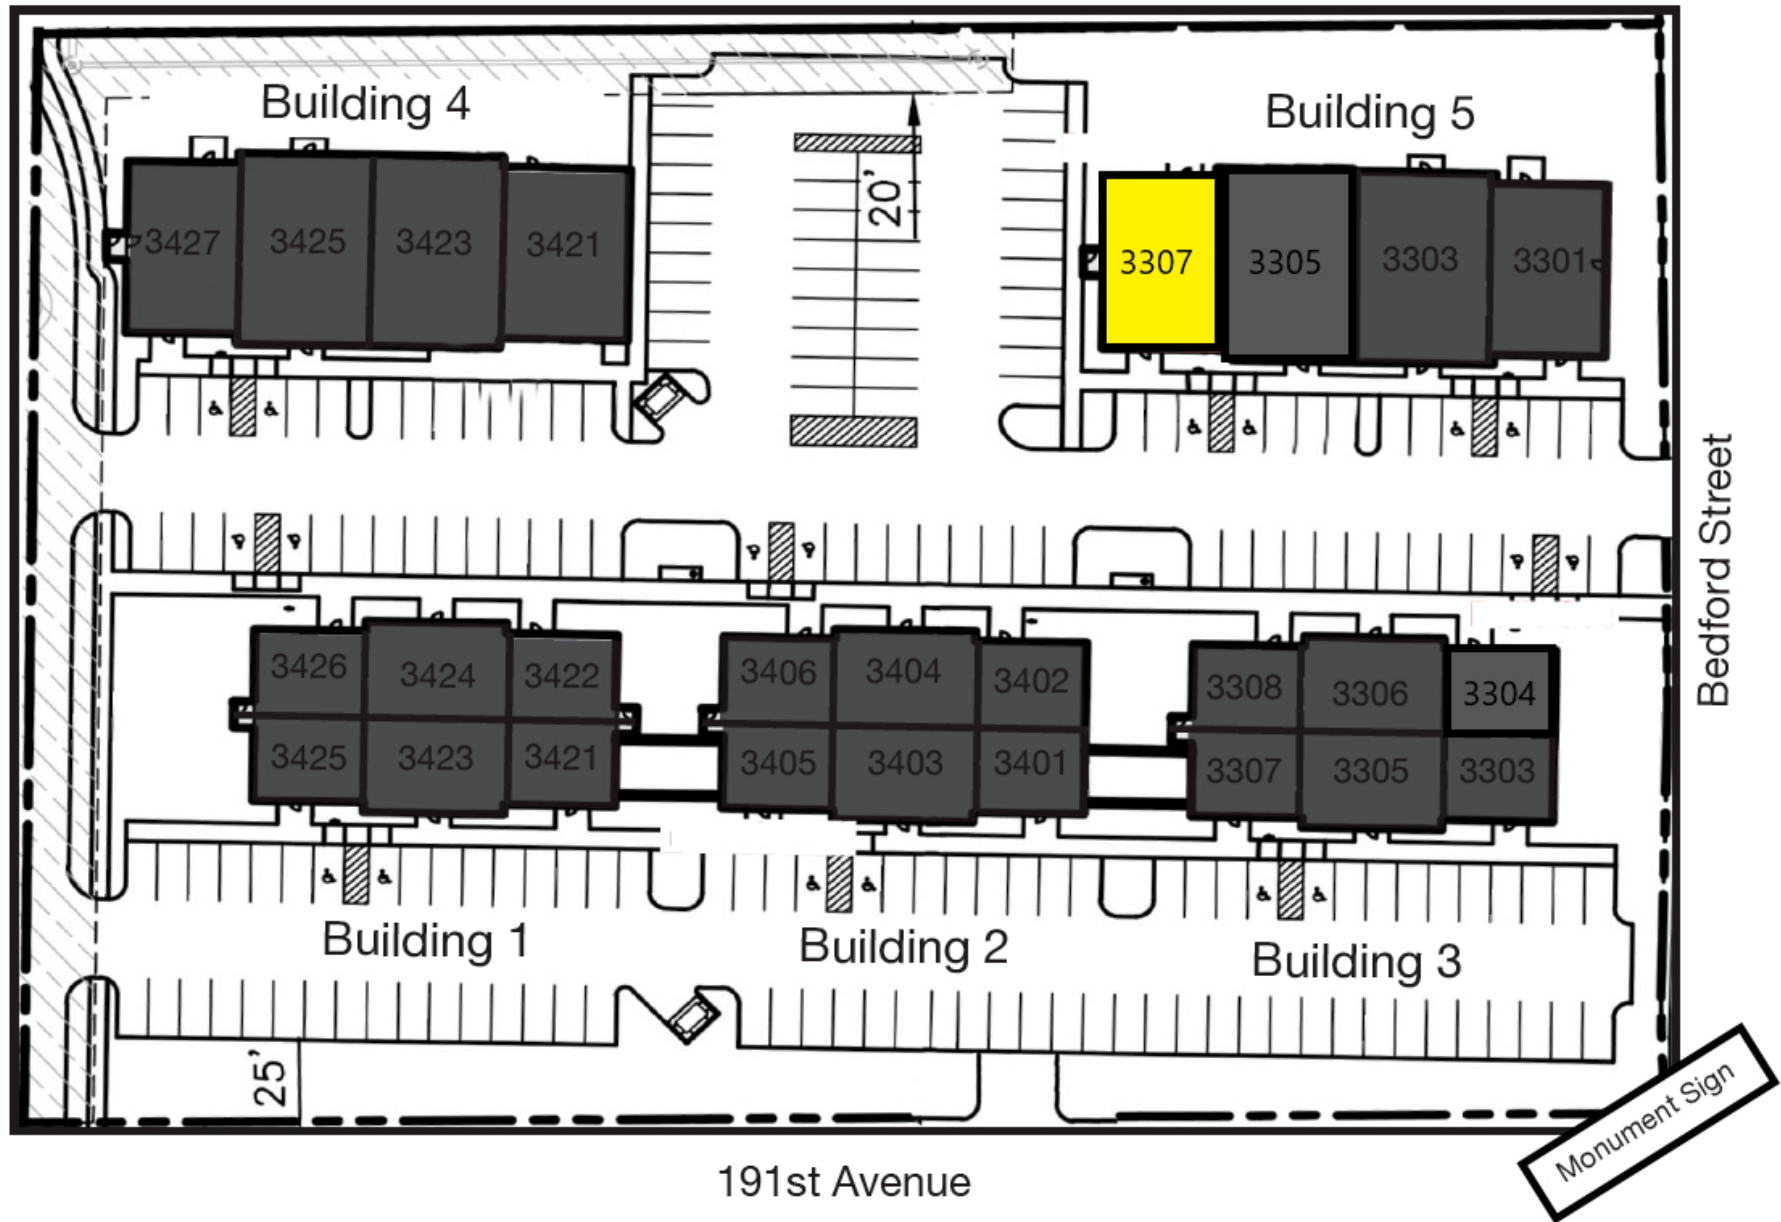 Building 4
Building 5
20'
3427 3425 3423 3421
3307 3305 3303 3301
Bedford Street
3426 3424 3422
3425 3423 3421
3406 3404 3402
3405 3403 3401
3308 3306 3304
3307 3305 3303
Building 1
Building 2
Building 3
25'
Monument Sign
191st Avenue